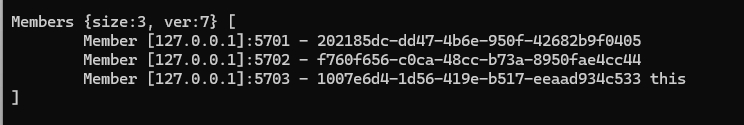 Members {size:3, ver:7} [
Member [127.0.0.1]:5701 - 202185dc-dd47-4b6e-950f-42682b9f0405
Member [127.0.0.1]:5702 - f760f656-c0ca-48cc-b73a-8950fae4cc44
Member [127.0.0.1]:5703 - 1007e6d4-1d56-419e-b517-eeaad934c533 this
]